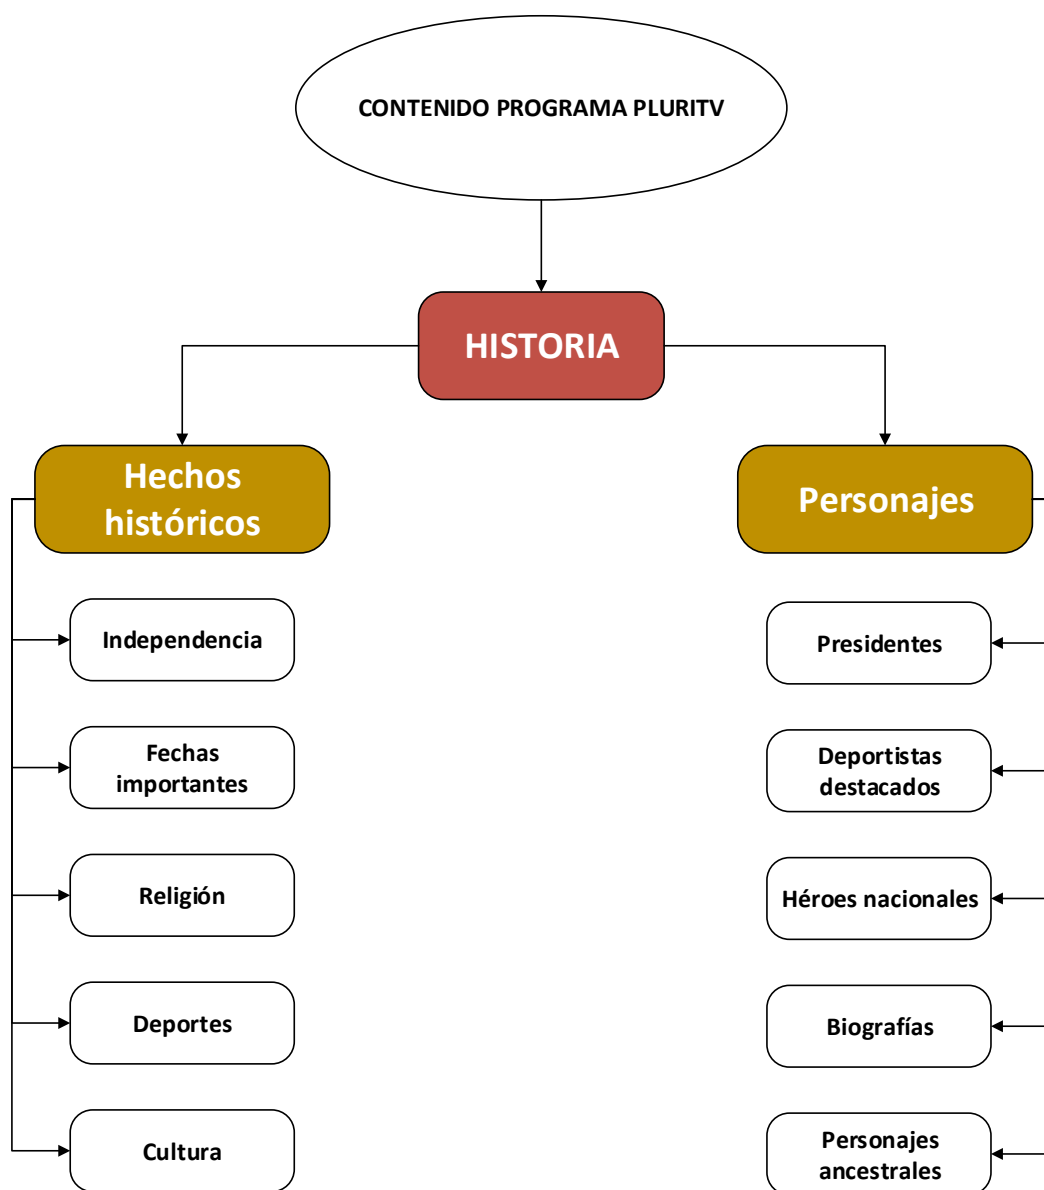 CONTENIDO PROGRAMA PLURITV
HISTORIA
Hechos
históricos
Independencia
Fechas
importantes
Religión
Deportes
Cultura
Personajes
Presidentes
Deportistas
destacados
Héroes nacionales
Biografías
Personajes
ancestrales